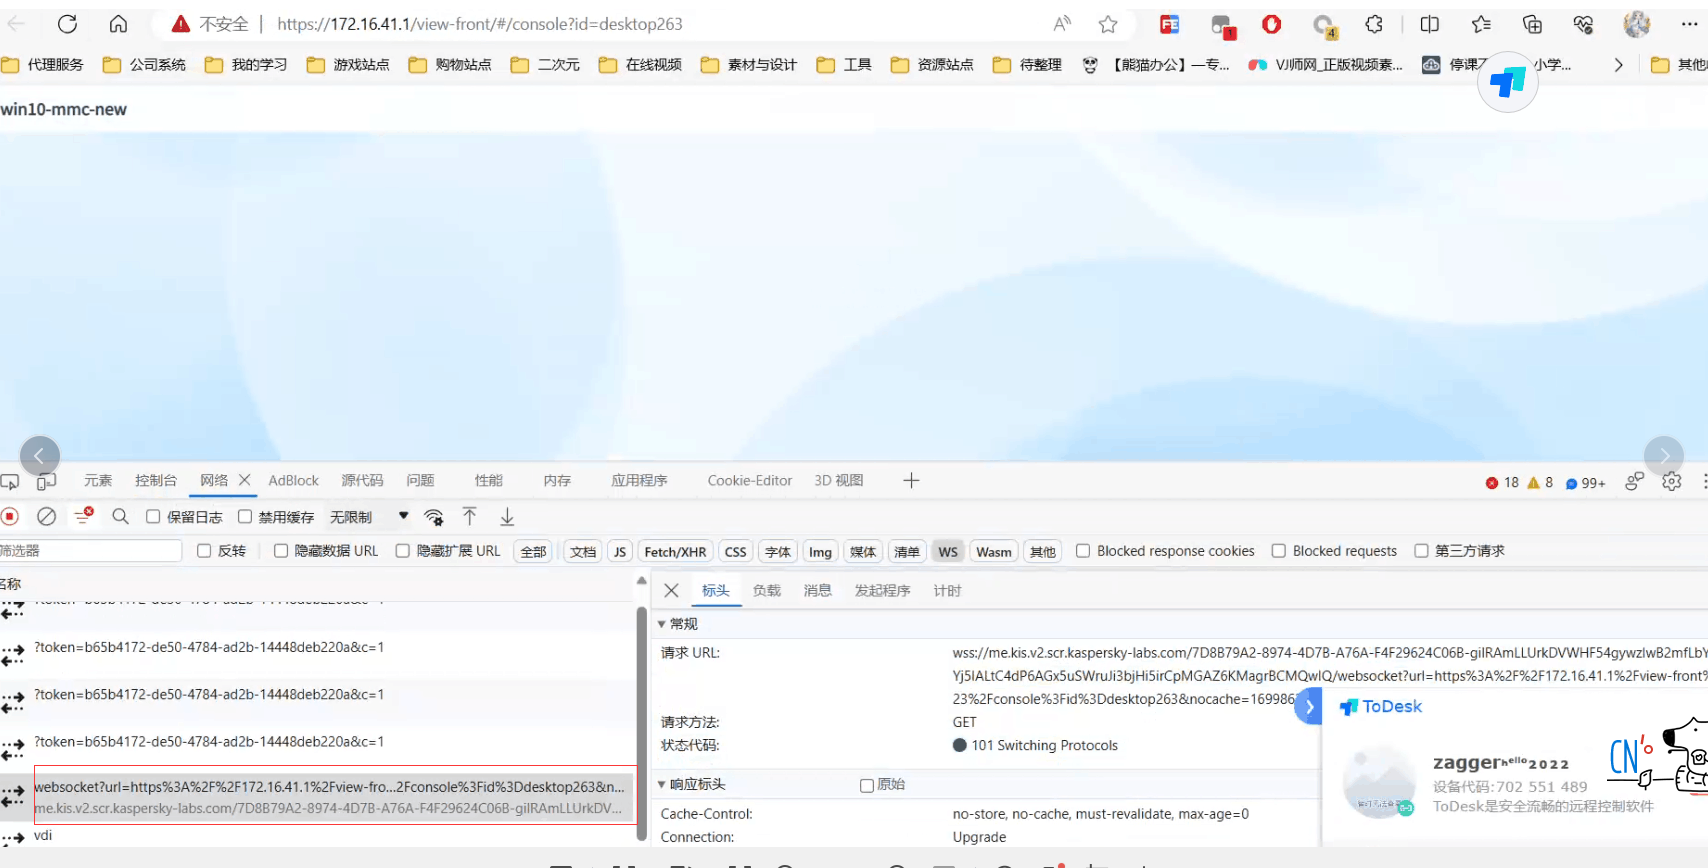 不安全 https://172.16.41.1/view-front/#/console?id=desktop263
代理服务 公司系统 我的学习 游戏站点 购物站点 二次元 在线视频 素材与设计 工具 资源站点 待整理 【熊猫办公】—专... VJ师网_正版视频素... 停课 小学... 其他
win10-mmc-new
元素 控制台 网络 AdBlock 源代码 问题 性能 内存 应用程序 Cookie-Editor 3D 视图 18 8 99+
保留日志 禁用缓存 无限制
筛选器 反转 隐藏数据 URL 隐藏扩展 URL 全部 文档 JS Fetch/XHR CSS 字体 Img 媒体 清单 WS Wasm 其他 Blocked response cookies Blocked requests 第三方请求
名称
?token=b65b4172-de50-4784-ad2b-14448deb220a&c=1
?token=b65b4172-de50-4784-ad2b-14448deb220a&c=1
?token=b65b4172-de50-4784-ad2b-14448deb220a&c=1
?token=b65b4172-de50-4784-ad2b-14448deb220a&c=1
websocket?url=https%3A%2F%2F172.16.41.1%2Fview-fro...2Fconsole%3Fid%3Ddesktop263&n...
me.kis.v2.scr.kaspersky-labs.com/7D8B79A2-8974-4D7B-A76A-F4F29624C06B-gilRAmLLUrkDV...
vdi
标头 负载 消息 发起程序 计时
常规
请求 URL: wss://me.kis.v2.scr.kaspersky-labs.com/7D8B79A2-8974-4D7B-A76A-F4F29624C06B-gilRAmLLUrkDVWHF54gywzlwB2mfLbY
Yj5IALtC4dP6AGx5uSWruJi3bjHi5irCpMGAZ6KMagrBCMQwIQ/websocket?url=https%3A%2F%2F172.16.41.1%2Fview-front%
23%2Fconsole%3Fid%3Ddesktop263&nocache=169986
请求方法: GET
状态代码: 101 Switching Protocols
响应标头 原始
Cache-Control: no-store, no-cache, must-revalidate, max-age=0
Connection: Upgrade
ToDesk
zaggerʰᵉˡˡᵒ2022
设备代码:702 551 489
ToDesk是安全流畅的远程控制软件
CN